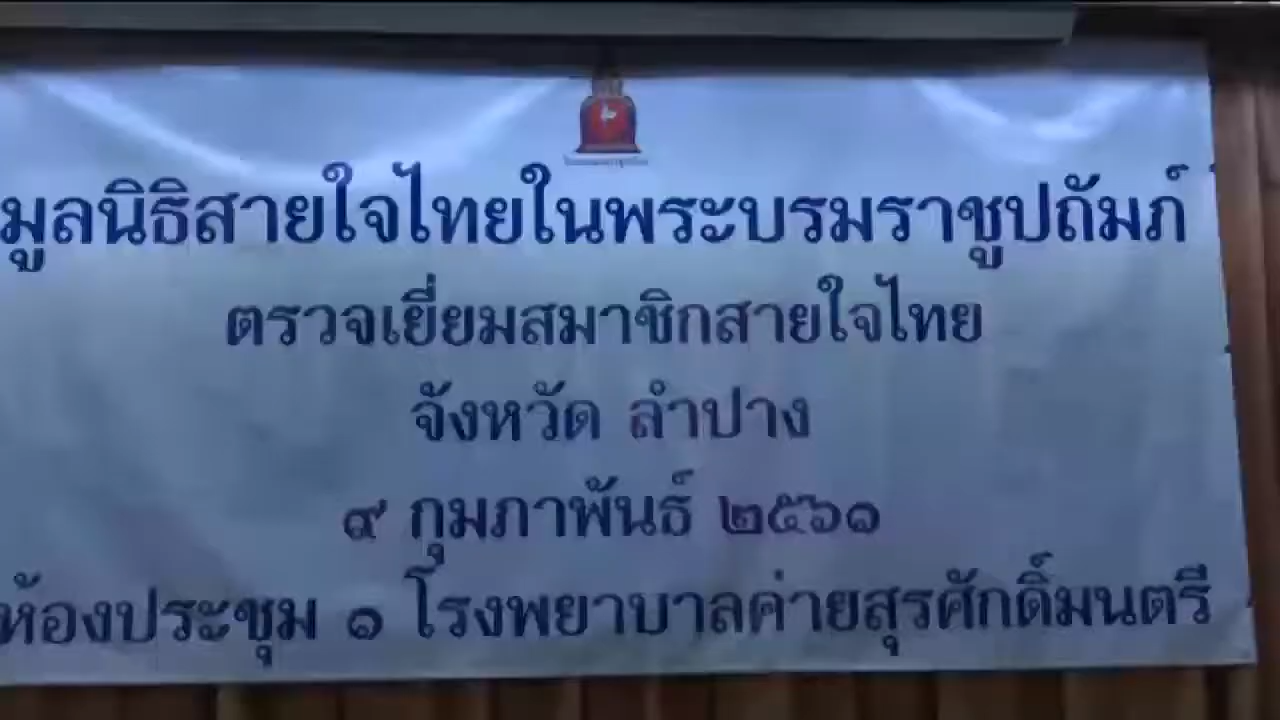 มูลนิธิสายใจไทยในพระบรมราชูปถัมภ์
ตรวจเยี่ยมสมาชิกสายใจไทย
จังหวัด ลำปาง
๙ กุมภาพันธ์ ๒๕๖๑
ห้องประชุม ๑ โรงพยาบาลค่ายสุรศักดิ์มนตรี